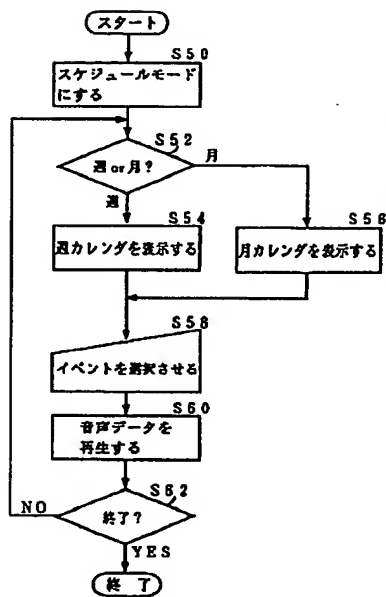 スタート
S50
スケジュールモード
にする
S52
週or月?
月
週
S54
週カレンダを表示する
S56
月カレンダを表示する
S58
イベントを選択させる
S60
音声データを
再生する
S62
終了?
NO
YES
終了